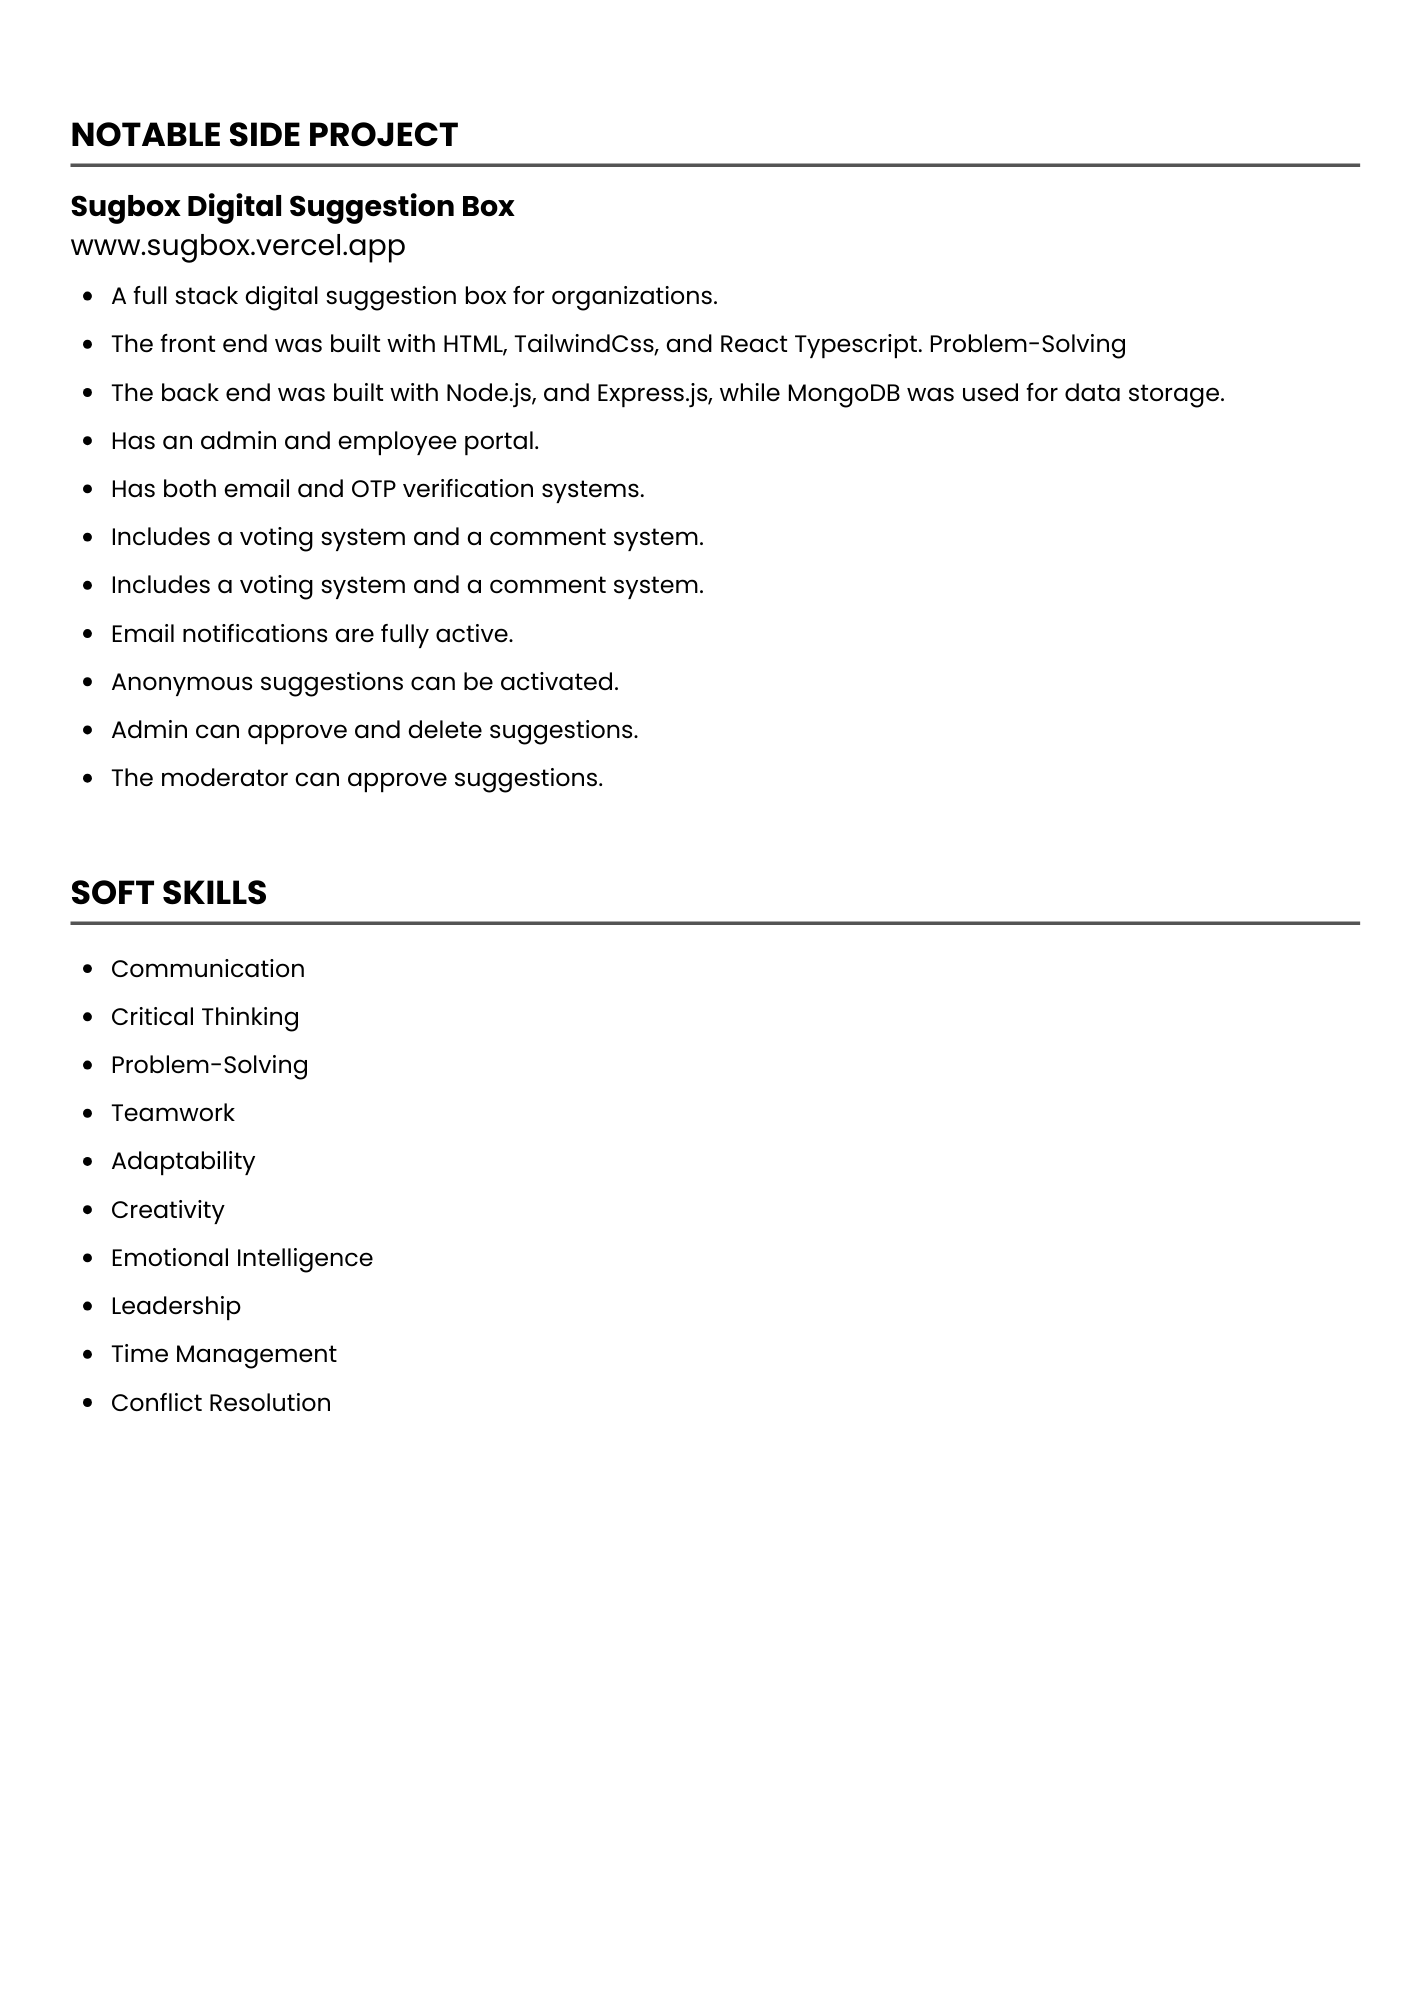 NOTABLE SIDE PROJECT
Sugbox Digital Suggestion Box
www.sugbox.vercel.app
• A full stack digital suggestion box for organizations.
• The front end was built with HTML, TailwindCss, and React Typescript. Problem-Solving
• The back end was built with Node.js, and Express.js, while MongoDB was used for data storage.
• Has an admin and employee portal.
• Has both email and OTP verification systems.
• Includes a voting system and a comment system.
• Includes a voting system and a comment system.
• Email notifications are fully active.
• Anonymous suggestions can be activated.
• Admin can approve and delete suggestions.
• The moderator can approve suggestions.
SOFT SKILLS
• Communication
• Critical Thinking
• Problem-Solving
• Teamwork
• Adaptability
• Creativity
• Emotional Intelligence
• Leadership
• Time Management
• Conflict Resolution